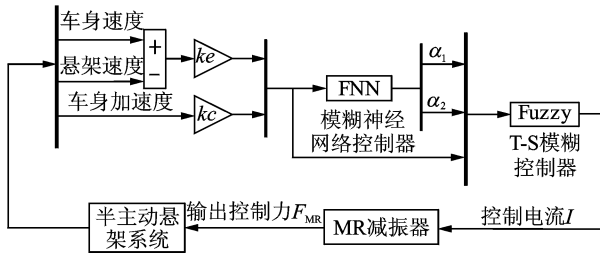 车身速度
+
悬架速度
−
车身加速度
ke
kc
FNN
模糊神经
网络控制器
α₁
α₂
Fuzzy
T-S模糊
控制器
控制电流I
MR减振器
输出控制力F_MR
半主动悬
架系统